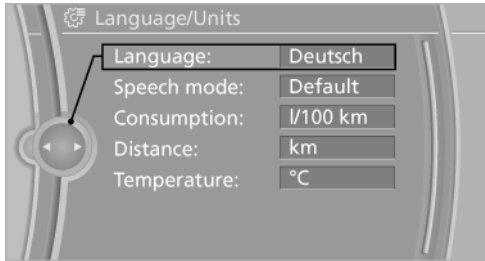 Language/Units
Language: Deutsch
Speech mode: Default
Consumption: l/100 km
Distance: km
Temperature: °C